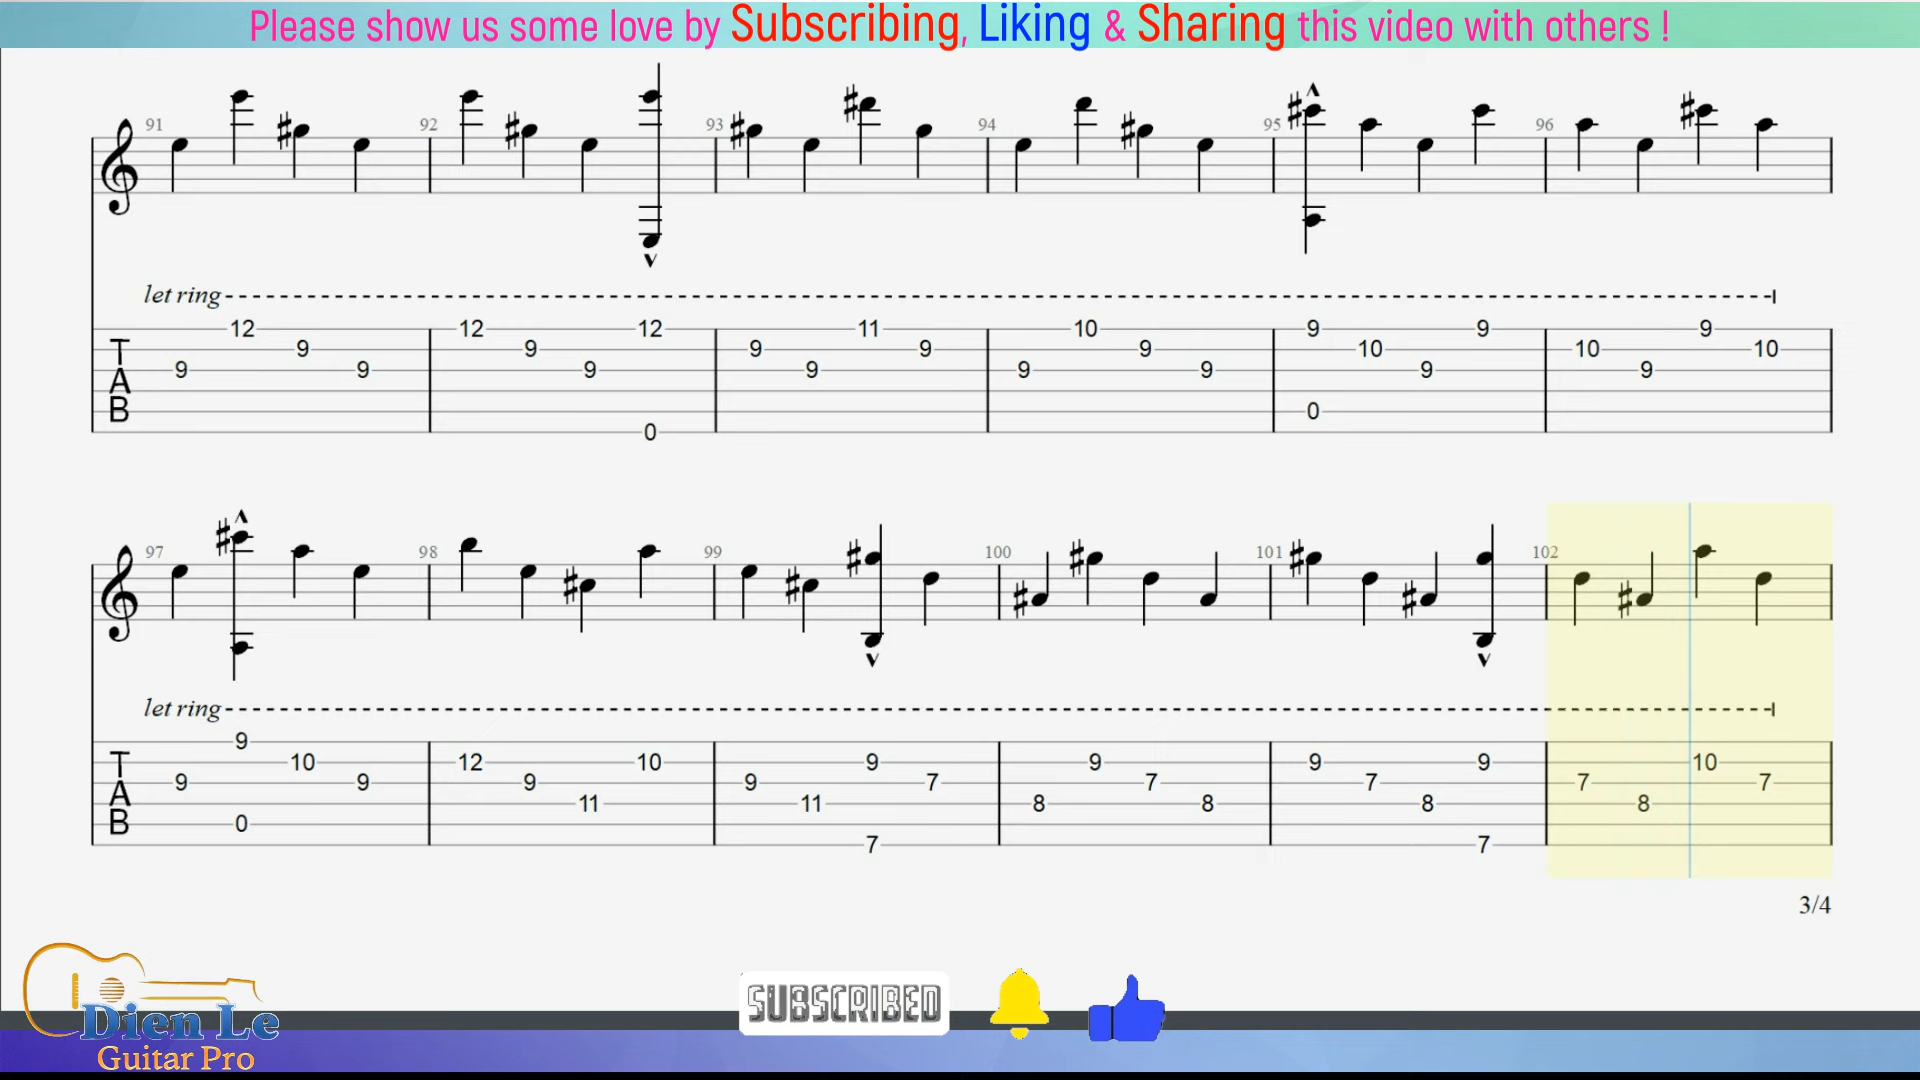 Please show us some love by Subscribing, Liking & Sharing this video with others !
91 92 93 94 95 96
let ring
T A B
12 9 12 12 11 10 9 9 9
9 9 9 9 9 10 10 10
9 9 9 9 9 9 9 9
0
0
97 98 99 100 101 102
let ring
T A B
9
10 12 10 9 9 9 9 10
9 9 9 9 7 7 7 7 7
11 11 8 8 8 8
0
7 7
3/4
Dien Le
Guitar Pro
SUBSCRIBED